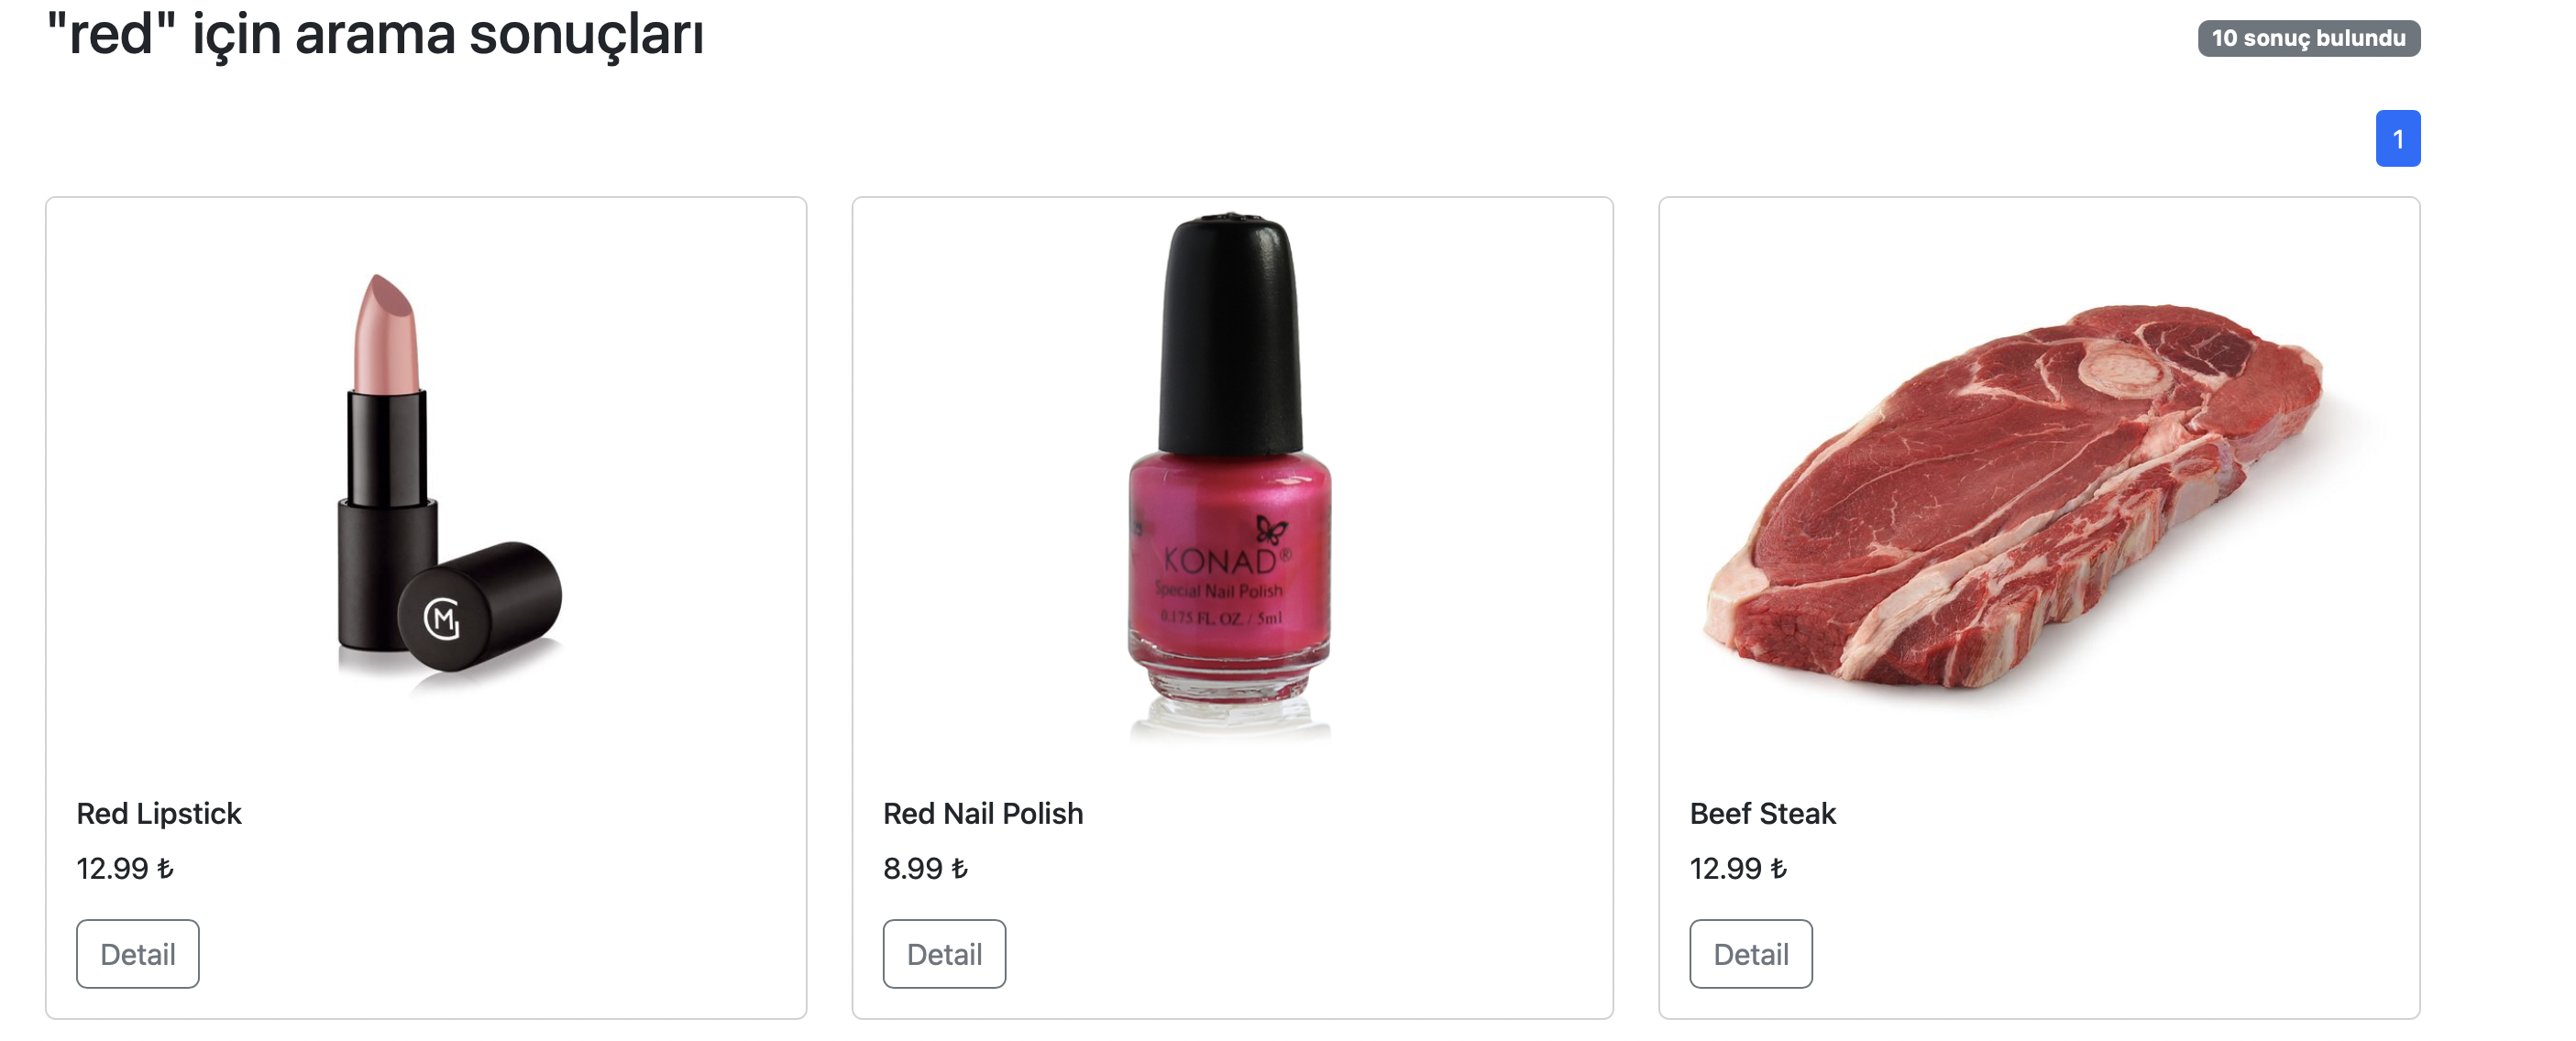 "red" için arama sonuçları
10 sonuç bulundu
1
GM
KONAD®
Special Nail Polish
0.175 FL. OZ. / 5ml
Red Lipstick
12.99 ₺
Detail
Red Nail Polish
8.99 ₺
Detail
Beef Steak
12.99 ₺
Detail